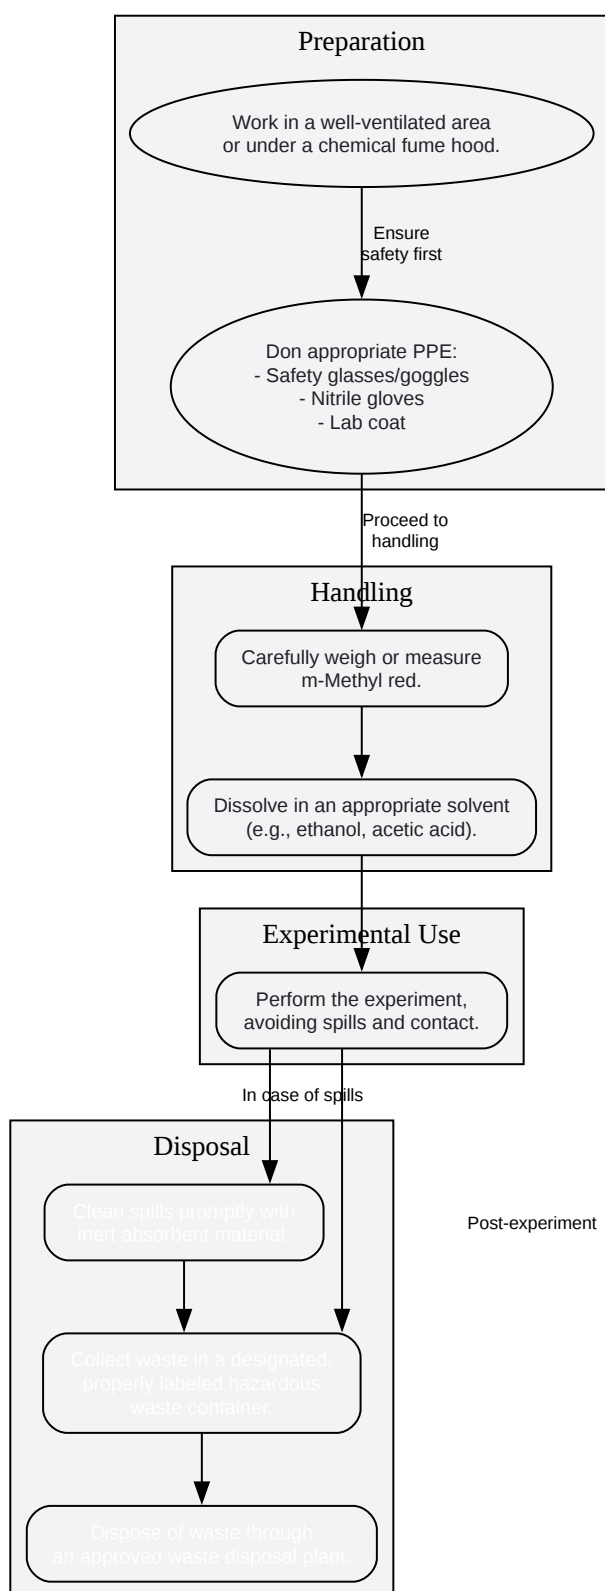 Preparation
Work in a well-ventilated area
or under a chemical fume hood.
Ensure
safety first
Don appropriate PPE:
- Safety glasses/goggles
- Nitrile gloves
- Lab coat
Proceed to
handling
Handling
Carefully weigh or measure
m-Methyl red.
Dissolve in an appropriate solvent
(e.g., ethanol, acetic acid).
Experimental Use
Perform the experiment,
avoiding spills and contact.
In case of spills
Disposal
Clean spills promptly with
inert absorbent material.
Post-experiment
Collect waste in a designated,
properly labeled hazardous
waste container.
Dispose of waste through
an approved waste disposal plant.